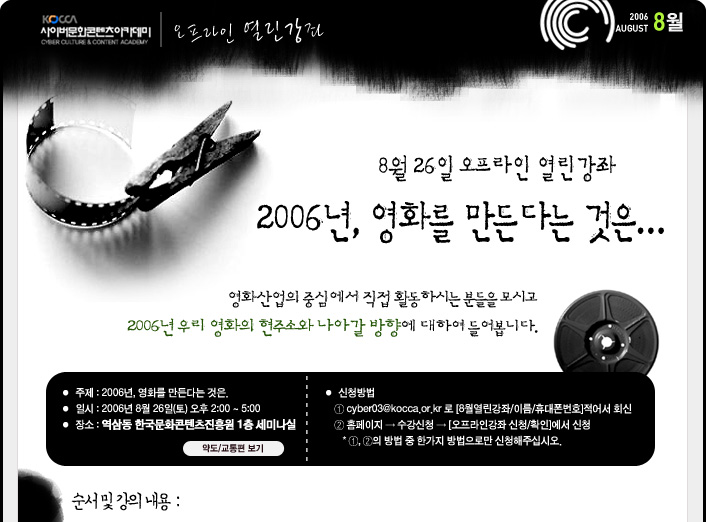 KOCCA
사이버문화콘텐츠아카데미
CYBER CULTURE & CONTENT ACADEMY
오프라인 열린강좌
2006
AUGUST 8월
8월 26일 오프라인 열린강좌
2006년, 영화를 만든다는 것은...
영화산업의 중심에서 직접 활동하시는 분들을 모시고
2006년 우리 영화의 현주소와 나아갈 방향에 대하여 들어봅니다.
● 주제 : 2006년, 영화를 만든다는 것은.
● 일시 : 2006년 8월 26일(토) 오후 2:00 ~ 5:00
● 장소 : 역삼동 한국문화콘텐츠진흥원 1층 세미나실
약도/교통편 보기
● 신청방법
① cyber03@kocca.or.kr 로 [8월열린강좌/이름/휴대폰번호]적어서 회신
② 홈페이지 → 수강신청 → [오프라인강좌 신청/확인]에서 신청
* ①, ②의 방법 중 한가지 방법으로만 신청해주십시오.
순서 및 강의 내용 :